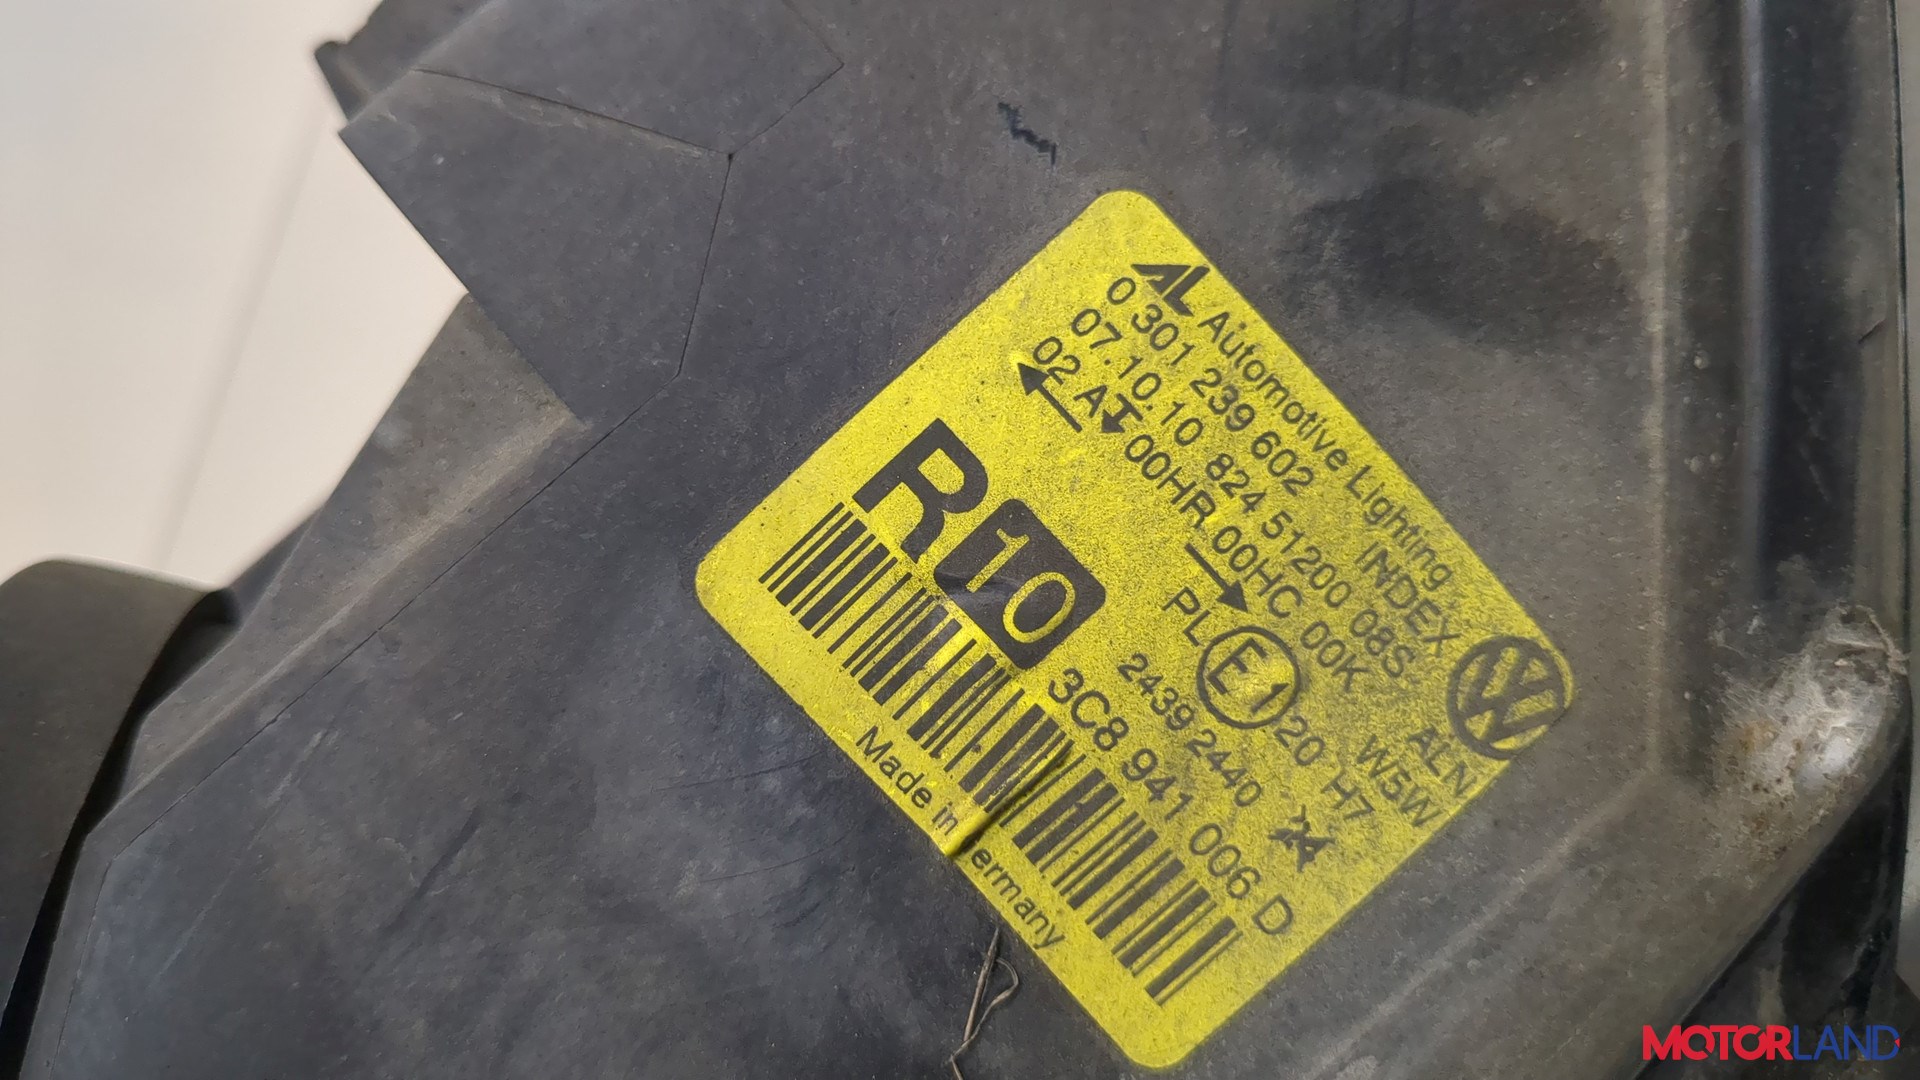 AL Automotive Lighting
0 301 239 602 INDEX
07.10.10 824 51200 08S ALN
02 A 00HR 00HC 00K W5W
PL E1 20 H7
2439 2440
R 10 3C8 941 006 D
Made in ermany
MOTORLAND